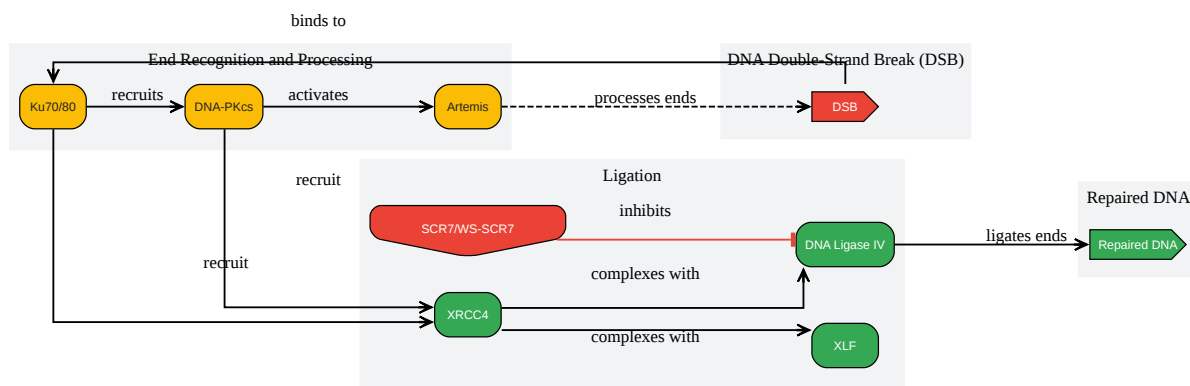 binds to
End Recognition and Processing
DNA Double-Strand Break (DSB)
Ku70/80
recruits
DNA-PKcs
activates
Artemis
processes ends
DSB
recruit
Ligation
inhibits
SCR7/WS-SCR7
DNA Ligase IV
ligates ends
Repaired DNA
Repaired DNA
recruit
complexes with
XRCC4
complexes with
XLF